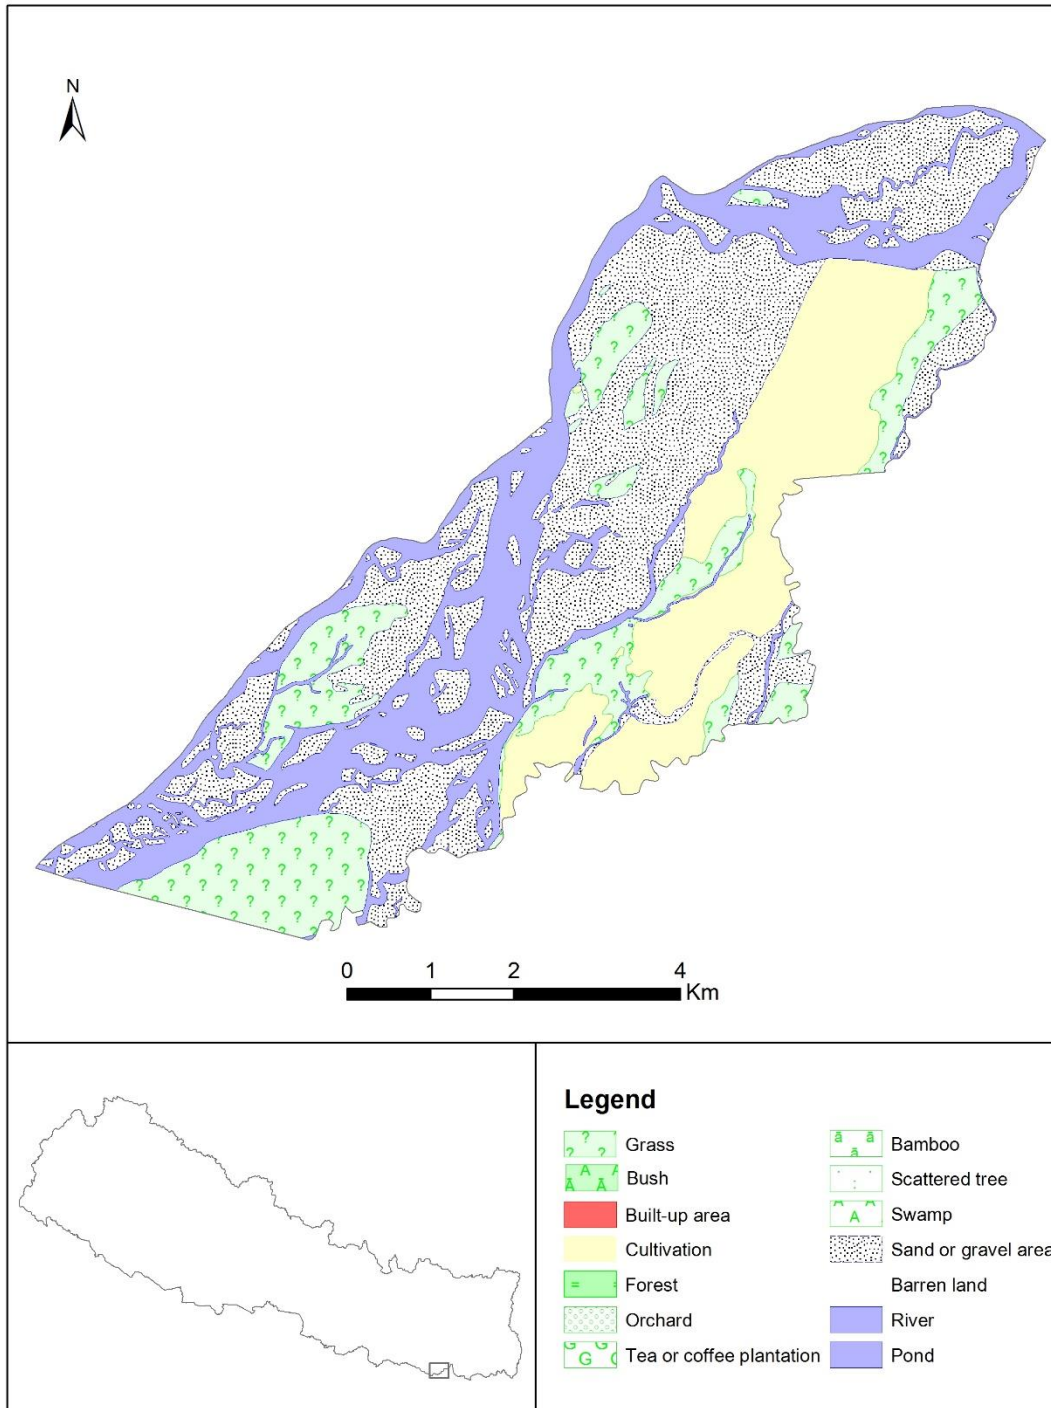 N
0 1 2 4
Km
Legend
Grass
Bush
Built-up area
Cultivation
Forest
Orchard
Tea or coffee plantation
Bamboo
Scattered tree
Swamp
Sand or gravel area
Barren land
River
Pond